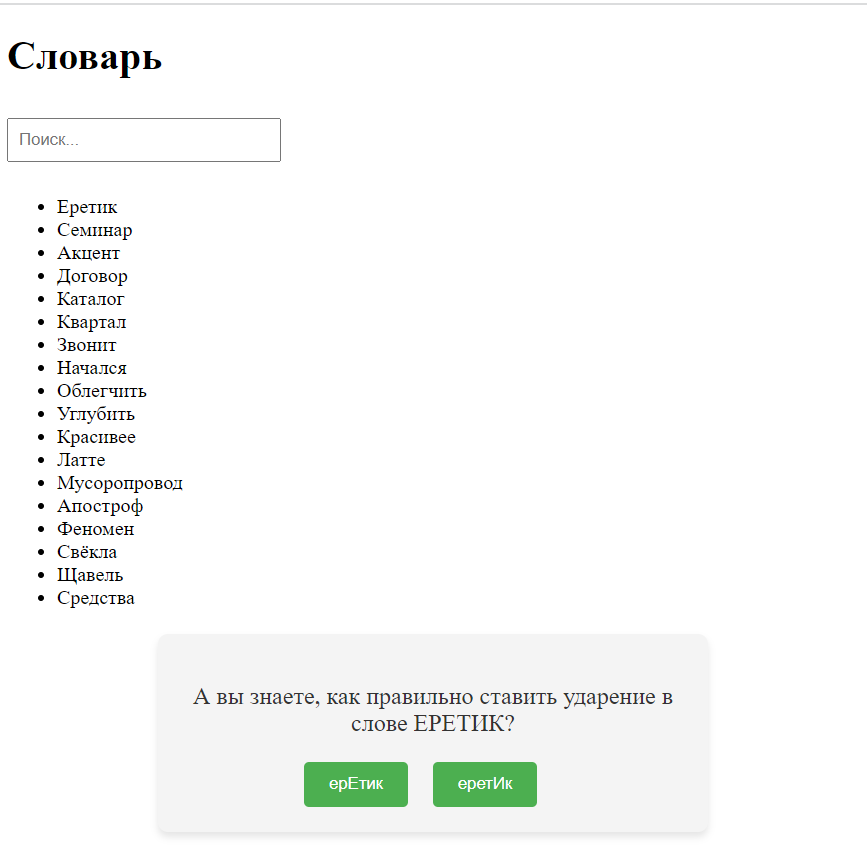 Словарь
Поиск...
Еретик
Семинар
Акцент
Договор
Каталог
Квартал
Звонит
Начался
Облегчить
Углубить
Красивее
Латте
Мусоропровод
Апостроф
Феномен
Свёкла
Щавель
Средства
А вы знаете, как правильно ставить ударение в
слове ЕРЕТИК?
ерЕтик
еретИк